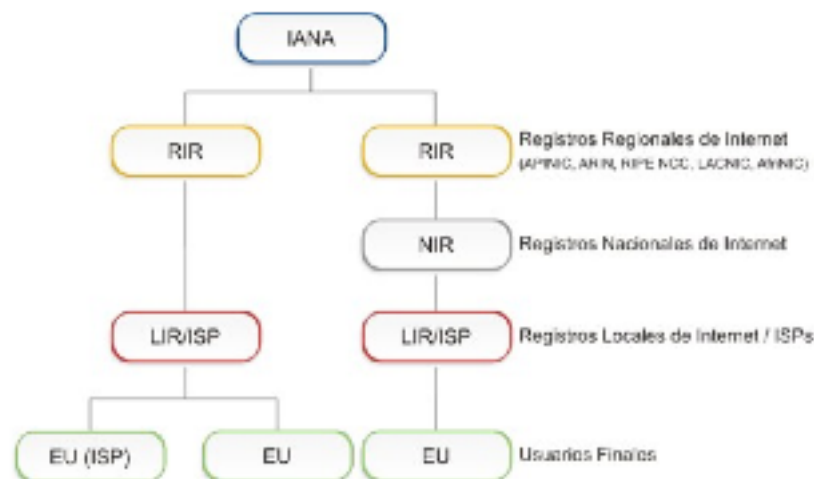 IANA
RIR
RIR
Registros Regionales de Internet
(APNIC, ARIN, RIPE NCC, LACNIC, AfriNIC)
NIR
Registros Nacionales de Internet
LIR/ISP
LIR/ISP
Registros Locales de Internet / ISPs
EU (ISP)
EU
EU
Usuarios Finales